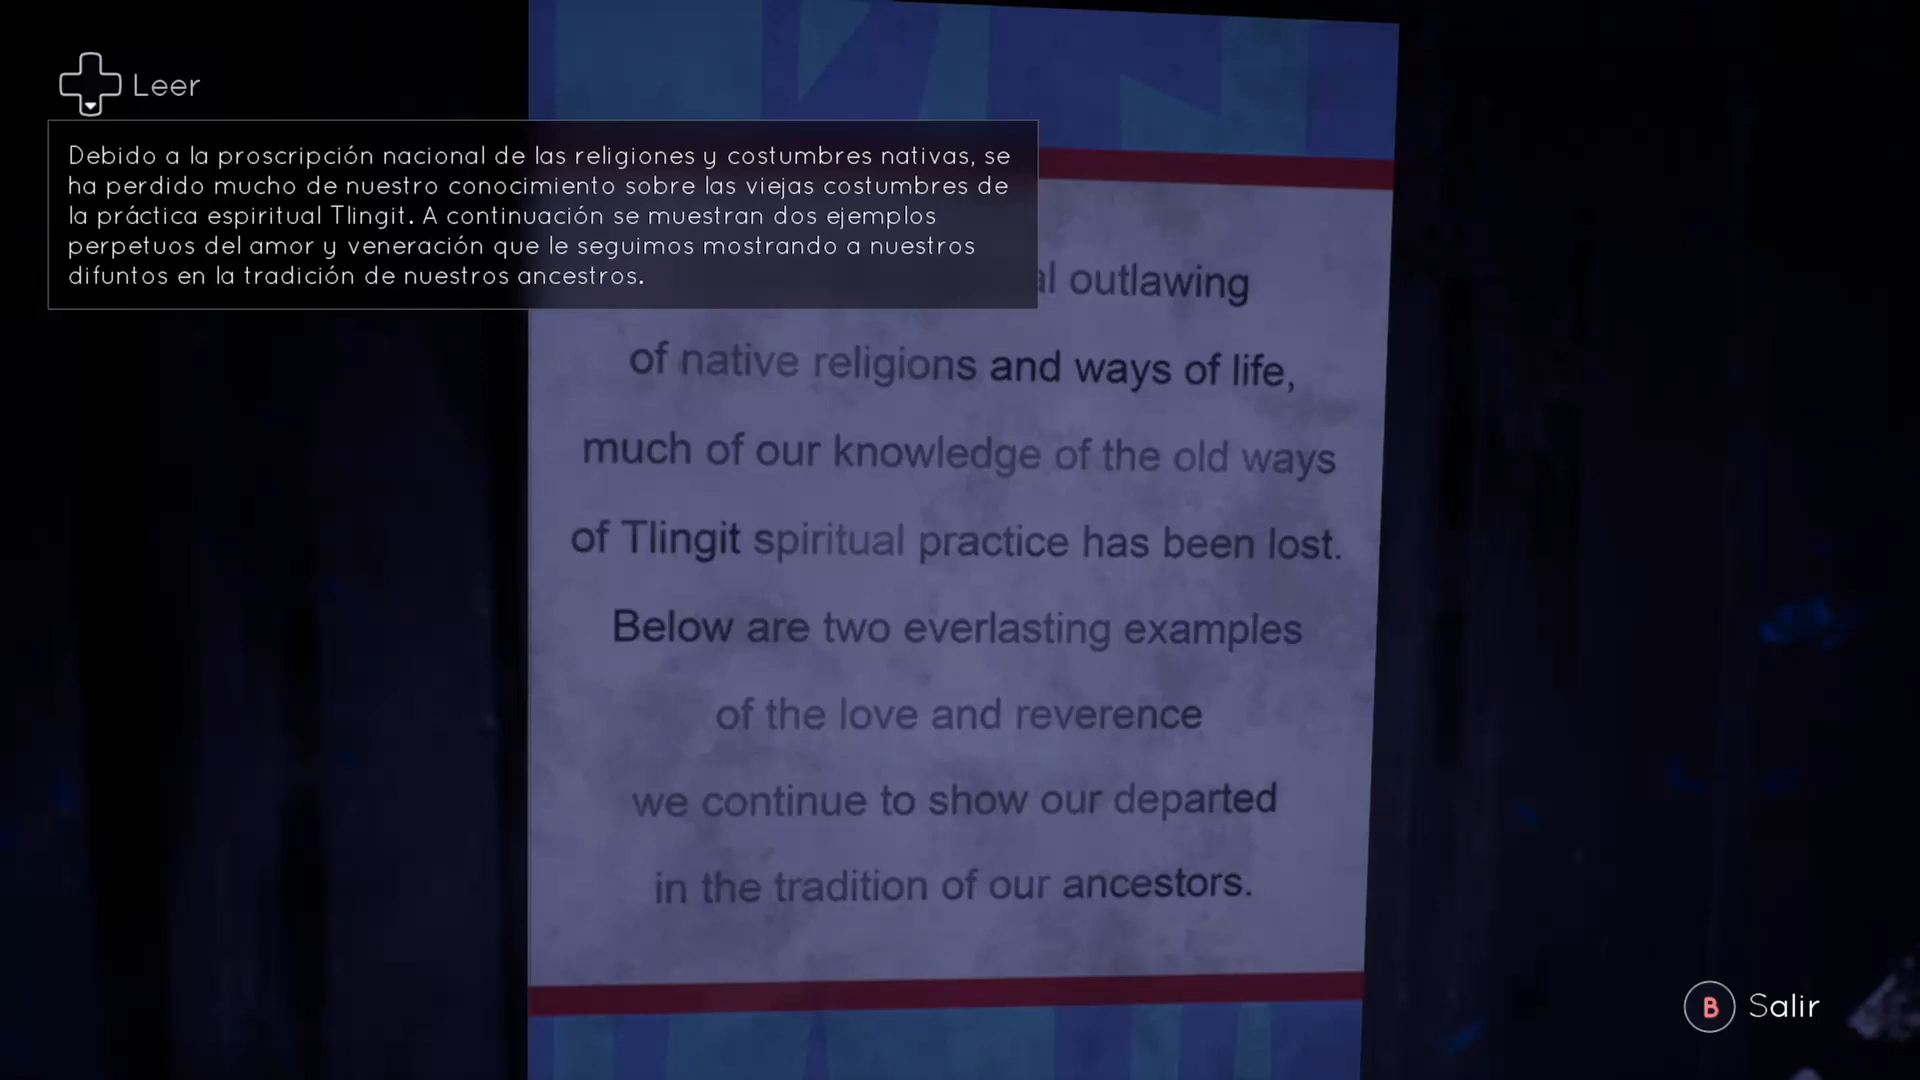 Leer
Debido a la proscripción nacional de las religiones y costumbres nativas, se
ha perdido mucho de nuestro conocimiento sobre las viejas costumbres de
la práctica espiritual Tlingit. A continuación se muestran dos ejemplos
perpetuos del amor y veneración que le seguimos mostrando a nuestros
difuntos en la tradición de nuestros ancestros.
outlawing
of native religions and ways of life,
much of our knowledge of the old ways
of Tlingit spiritual practice has been lost.
Below are two everlasting examples
of the love and reverence
we continue to show our departed
in the tradition of our ancestors.
B Salir